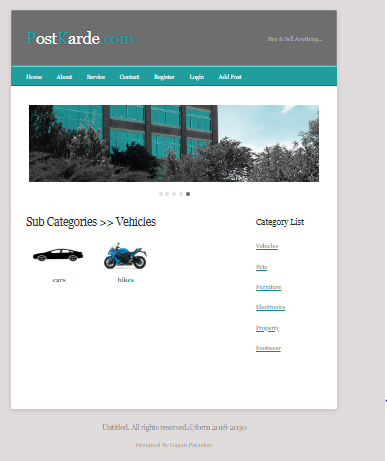 PostKarde.com
Buy & Sell Anything...
Home About Service Contact Register Login Add Post
Sub Categories >> Vehicles
Category List
cars bikes
Vehicles
Pets
Furniture
Electronics
Property
Footwear
Untitled. All rights reserved.©form 2018-2030
Designed By Gagan Patankar